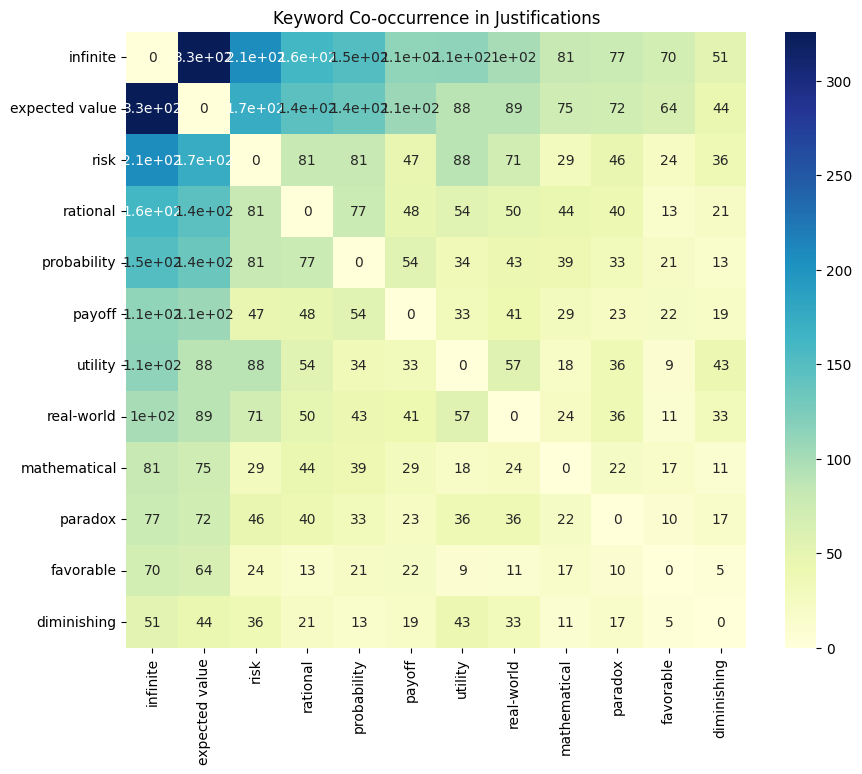 Keyword Co-occurrence in Justifications
infinite 0 3.3e+02 2.1e+02 1.6e+02 1.5e+02 1.1e+02 1.1e+02 1e+02 81 77 70 51
expected value 3.3e+02 0 1.7e+02 1.4e+02 1.4e+02 1.1e+02 88 89 75 72 64 44
risk 2.1e+02 1.7e+02 0 81 81 47 88 71 29 46 24 36
rational 1.6e+02 1.4e+02 81 0 77 48 54 50 44 40 13 21
probability 1.5e+02 1.4e+02 81 77 0 54 34 43 39 33 21 13
payoff 1.1e+02 1.1e+02 47 48 54 0 33 41 29 23 22 19
utility 1.1e+02 88 88 54 34 33 0 57 18 36 9 43
real-world 1e+02 89 71 50 43 41 57 0 24 36 11 33
mathematical 81 75 29 44 39 29 18 24 0 22 17 11
paradox 77 72 46 40 33 23 36 36 22 0 10 17
favorable 70 64 24 13 21 22 9 11 17 10 0 5
diminishing 51 44 36 21 13 19 43 33 11 17 5 0
infinite expected value risk rational probability payoff utility real-world mathematical paradox favorable diminishing
300
250
200
150
100
50
0